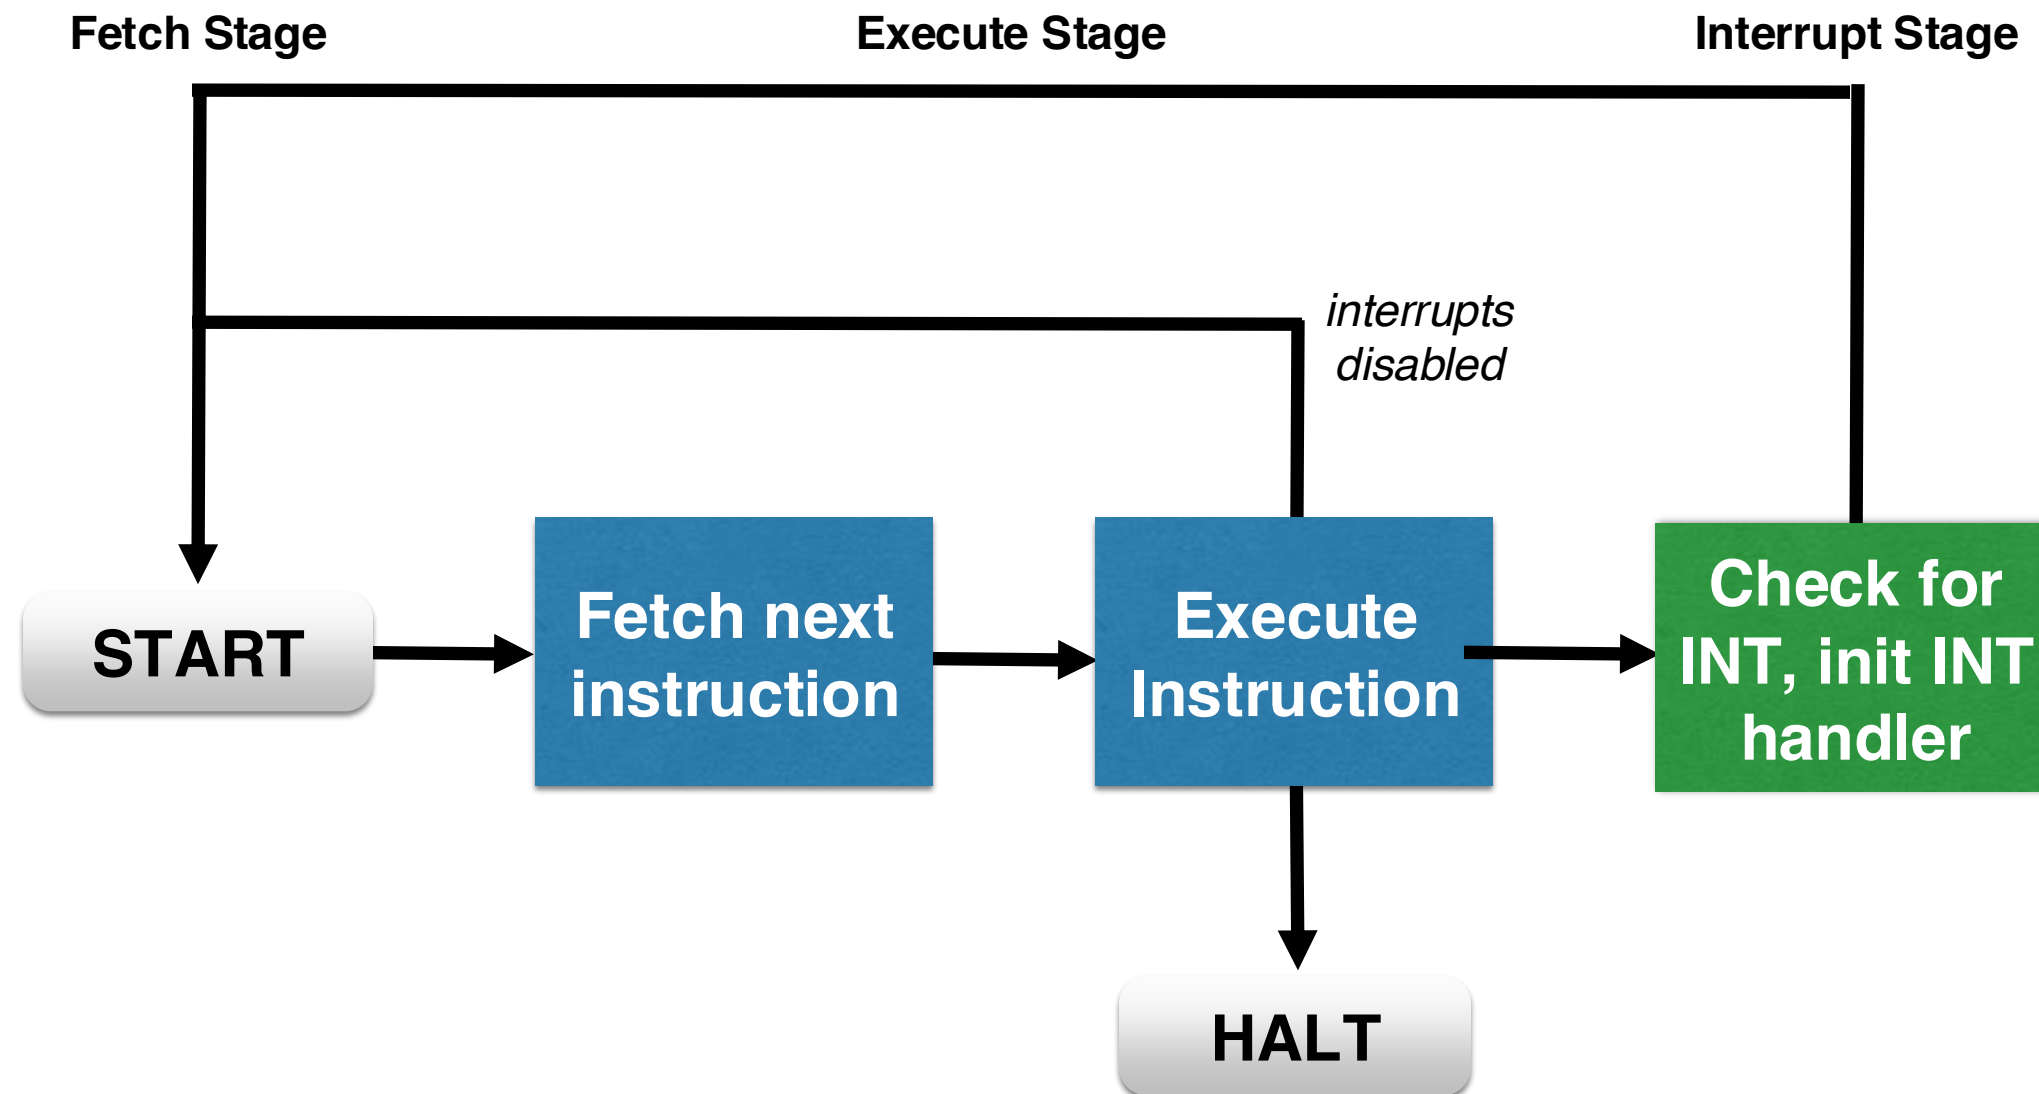 Fetch Stage
Execute Stage
Interrupt Stage
interrupts
disabled
START
Fetch next
instruction
Execute
Instruction
Check for
INT, init INT
handler
HALT